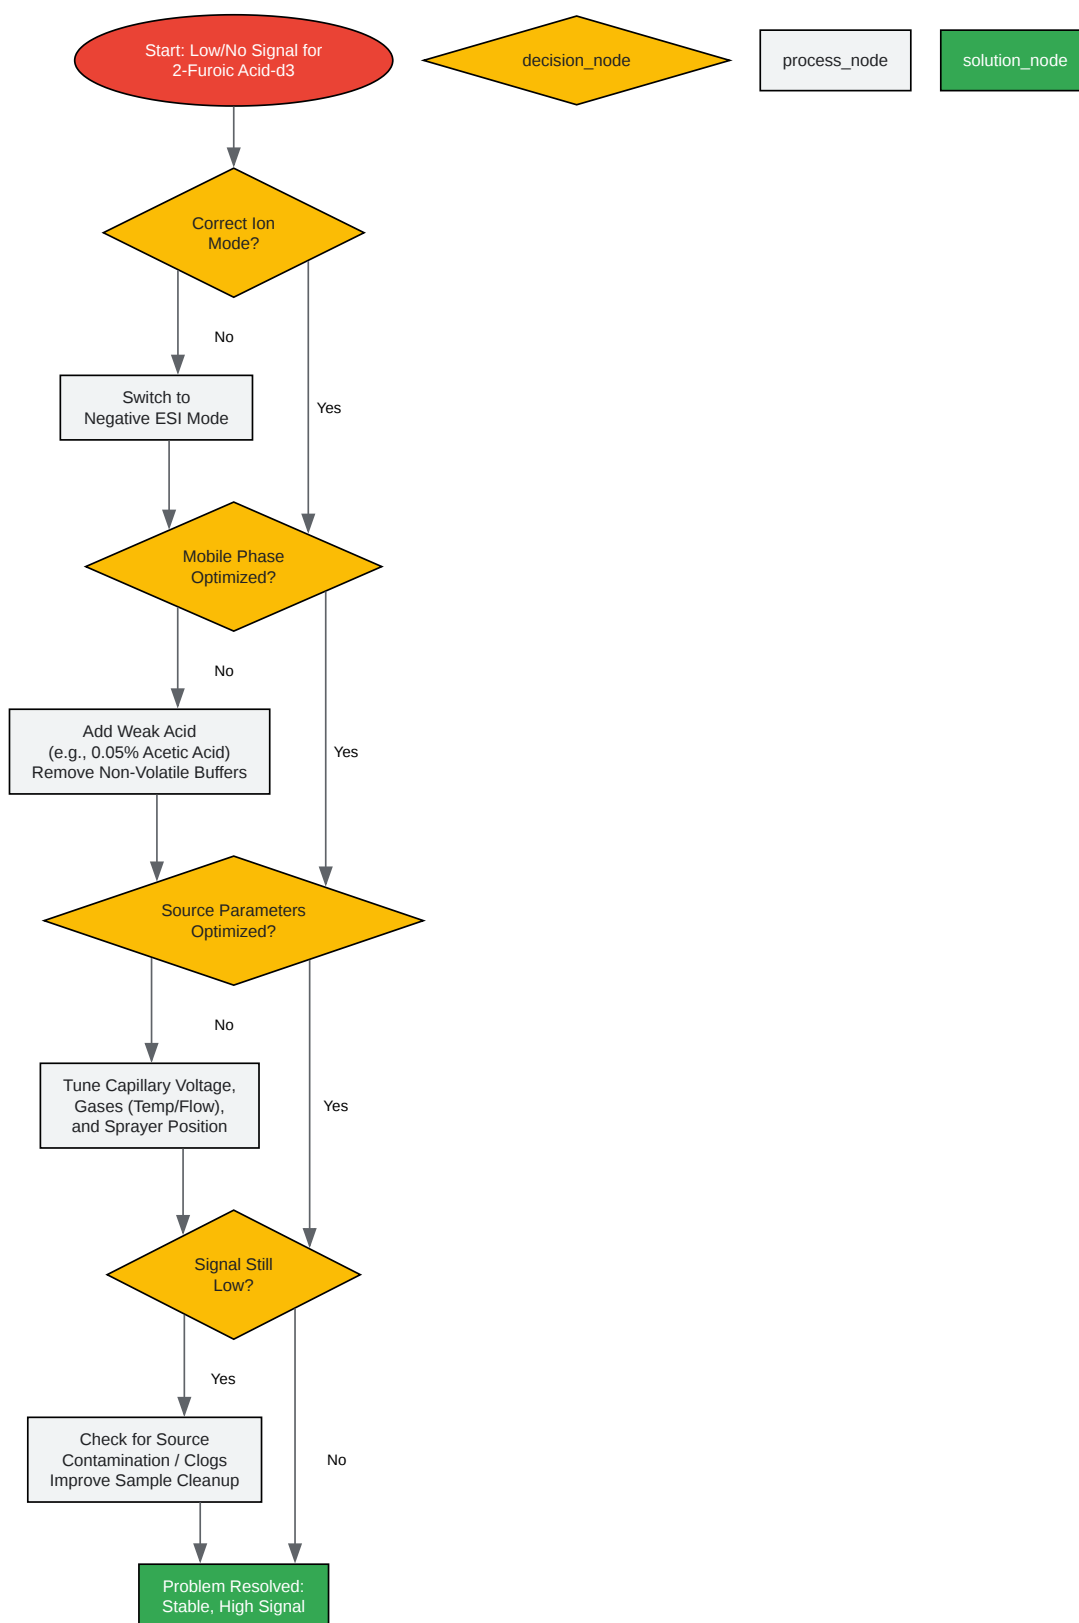 Start: Low/No Signal for
2-Furoic Acid-d3
decision_node
process_node
solution_node
Correct Ion
Mode?
No
Yes
Switch to
Negative ESI Mode
Mobile Phase
Optimized?
No
Yes
Add Weak Acid
(e.g., 0.05% Acetic Acid)
Remove Non-Volatile Buffers
Source Parameters
Optimized?
No
Yes
Tune Capillary Voltage,
Gases (Temp/Flow),
and Sprayer Position
Signal Still
Low?
Yes
No
Check for Source
Contamination / Clogs
Improve Sample Cleanup
Problem Resolved:
Stable, High Signal